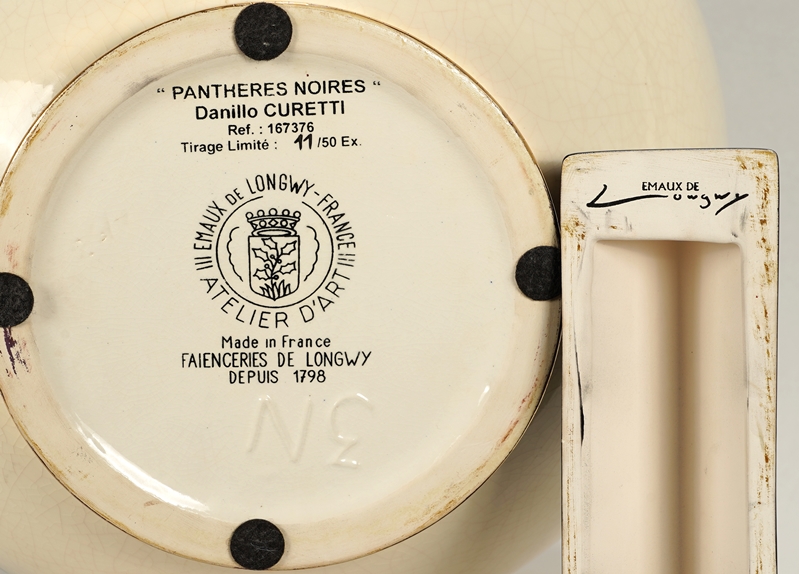 “ PANTHERES NOIRES “
Danillo CURETTI
Ref. : 167376
Tirage Limité : 11 /50 Ex.
EMAUX DE LONGWY-FRANCE
ATELIER D'ART
Made in France
FAIENCERIES DE LONGWY
DEPUIS 1798
3N
EMAUX DE
Longwy